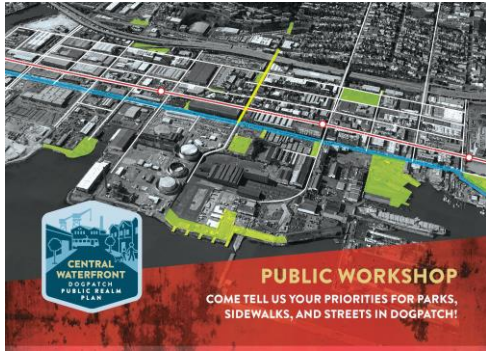 CENTRAL
WATERFRONT
DOGPATCH
PUBLIC REALM
PLAN
PUBLIC WORKSHOP
COME TELL US YOUR PRIORITIES FOR PARKS,
SIDEWALKS, AND STREETS IN DOGPATCH!